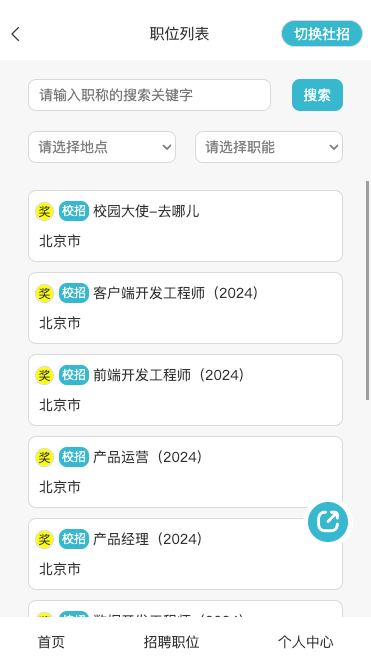 职位列表
切换社招
请输入职称的搜索关键字
搜索
请选择地点
请选择职能
奖 校招 校园大使-去哪儿
北京市
奖 校招 客户端开发工程师（2024）
北京市
奖 校招 前端开发工程师（2024）
北京市
奖 校招 产品运营（2024）
北京市
奖 校招 产品经理（2024）
北京市
首页
招聘职位
个人中心